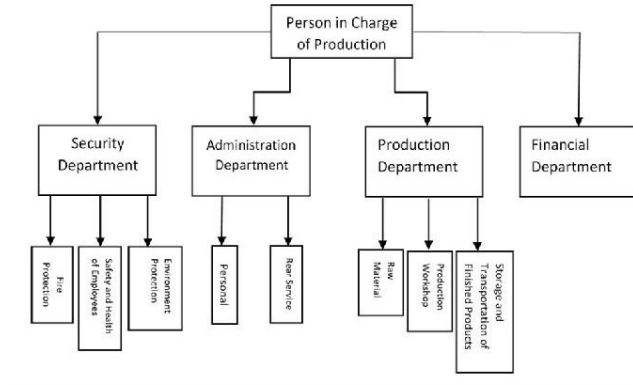 Person in Charge
of Production
Security
Department
Administration
Department
Production
Department
Financial
Department
Fire
Protection
Safety and Health
of Employees
Environment
Protection
Personal
Rear Service
Raw
Material
Production
Workshop
Storage and
Transportation of
Finished Products